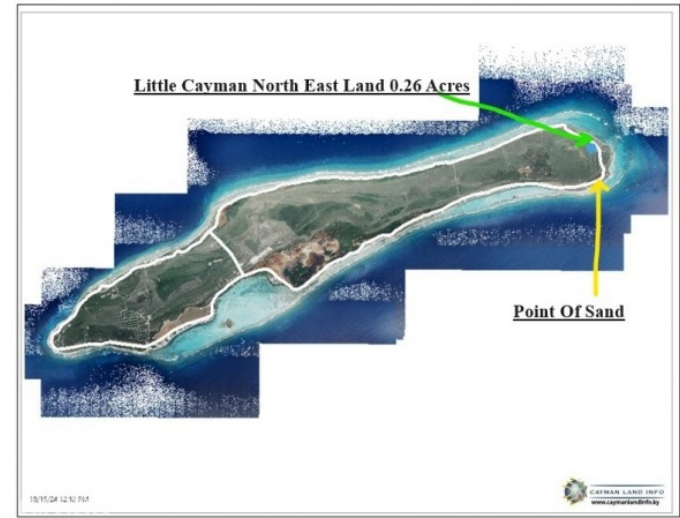 Little Cayman North East Land 0.26 Acres
Point Of Sand
CAYMAN LAND INFO
www.caymanlandinfo.ky